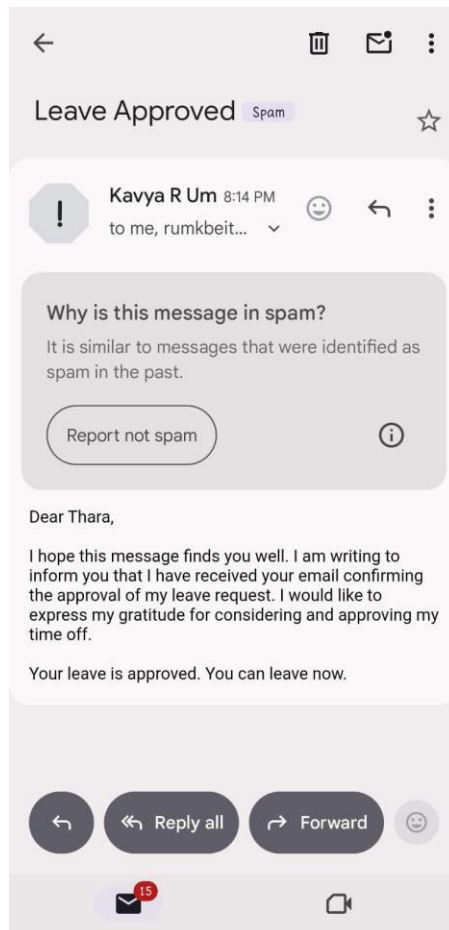 Leave Approved Spam
!
Kavya R Um 8:14 PM
to me, rumkbeit...
Why is this message in spam?
It is similar to messages that were identified as
spam in the past.
Report not spam
Dear Thara,
I hope this message finds you well. I am writing to
inform you that I have received your email confirming
the approval of my leave request. I would like to
express my gratitude for considering and approving my
time off.
Your leave is approved. You can leave now.
Reply all
Forward
15